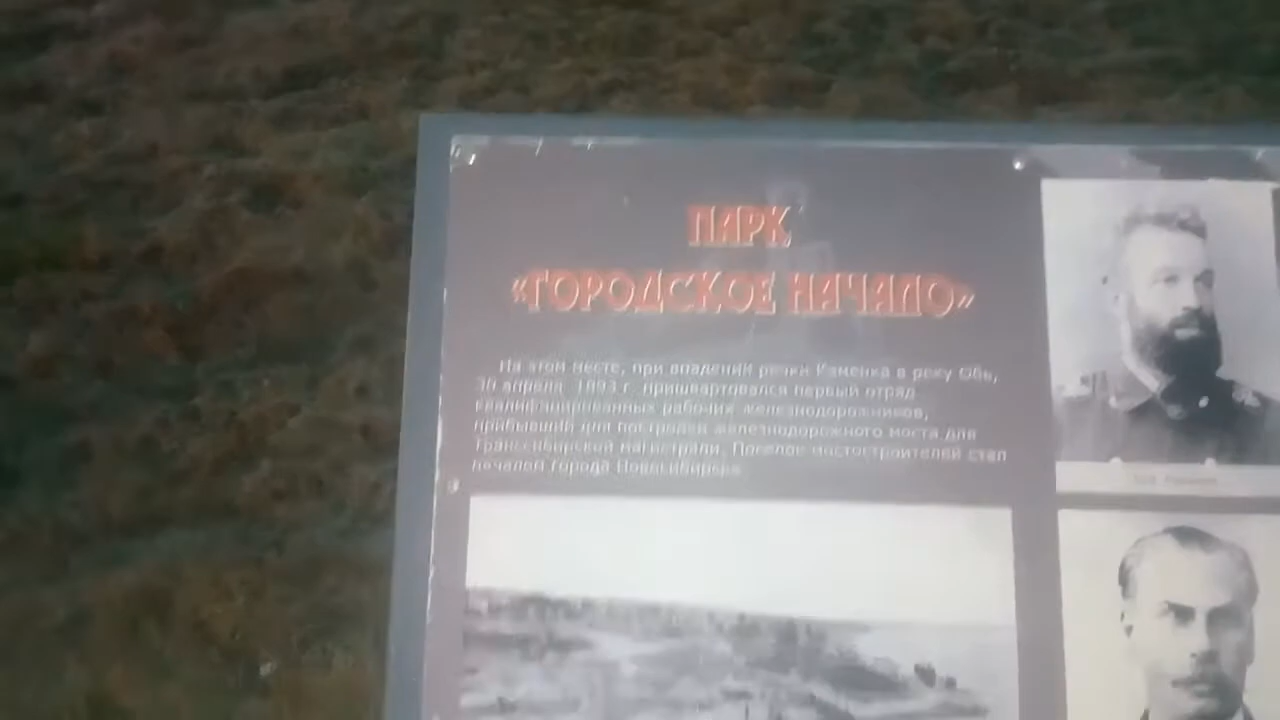 ПАРК
«ГОРОДСКОЕ НАЧАЛО»
На этом месте, при впадении речки Каменка в реку Обь,
30 апреля 1893 г. пришвартовался первый отряд
квалифицированных рабочих железнодорожников,
прибывший для постройки железнодорожного моста для
Транссибирской магистрали. Поселок мостостроителей стал
началом города Новосибирска